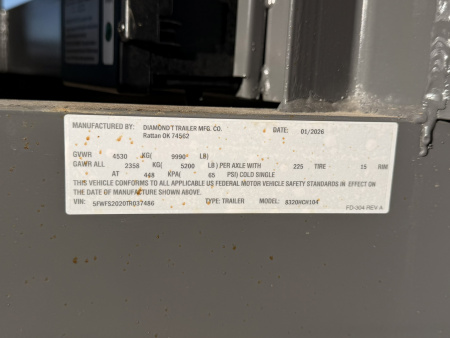 MANUFACTURED BY: DIAMOND T TRAILER MFG. CO. DATE: 01/2026
Rattan OK 74562
GVWR 4530 KG( 9990 LB)
GAWR ALL 2358 KG( 5200 LB).PER AXLE WITH 225 TIRE 15 RIM
AT 448 KPA( 65 PSI) COLD SINGLE
THIS VEHICLE CONFORMS TO ALL APPLICABLE US FEDERAL MOTOR VEHICLE SAFETY STANDARDS IN EFFECT ON
THE DATE OF MANUFACTURE SHOWN ABOVE.
VIN: 5FWFS2020TR037486 TYPE: TRAILER MODEL:
FD-304 REV A